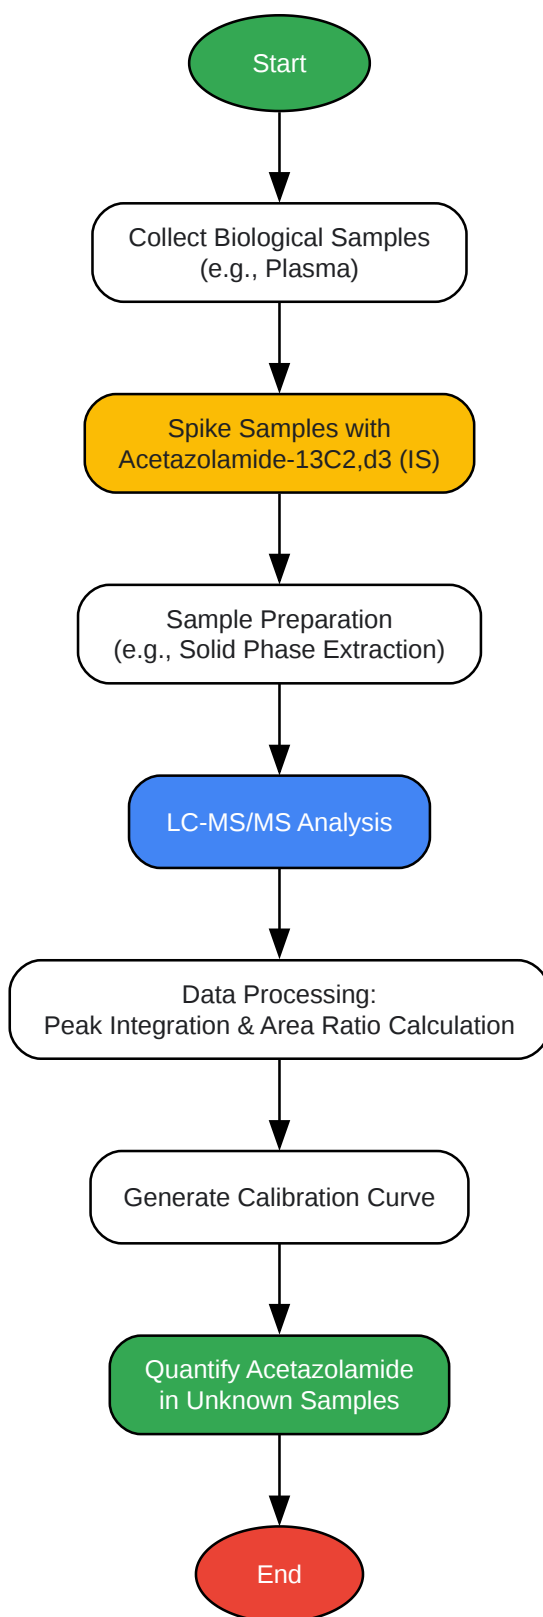 Start
Collect Biological Samples
(e.g., Plasma)
Spike Samples with
Acetazolamide-13C2,d3 (IS)
Sample Preparation
(e.g., Solid Phase Extraction)
LC-MS/MS Analysis
Data Processing:
Peak Integration & Area Ratio Calculation
Generate Calibration Curve
Quantify Acetazolamide
in Unknown Samples
End